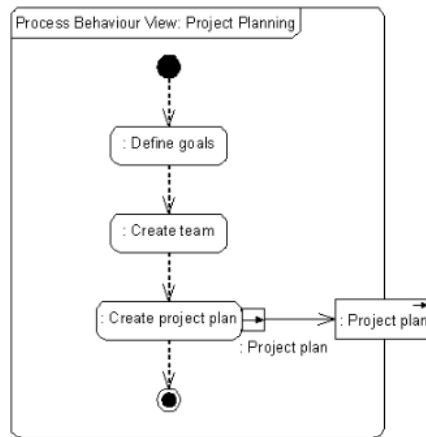 Process Behaviour View: Project Planning
: Define goals
: Create team
: Create project plan
: Project plan
: Project plan